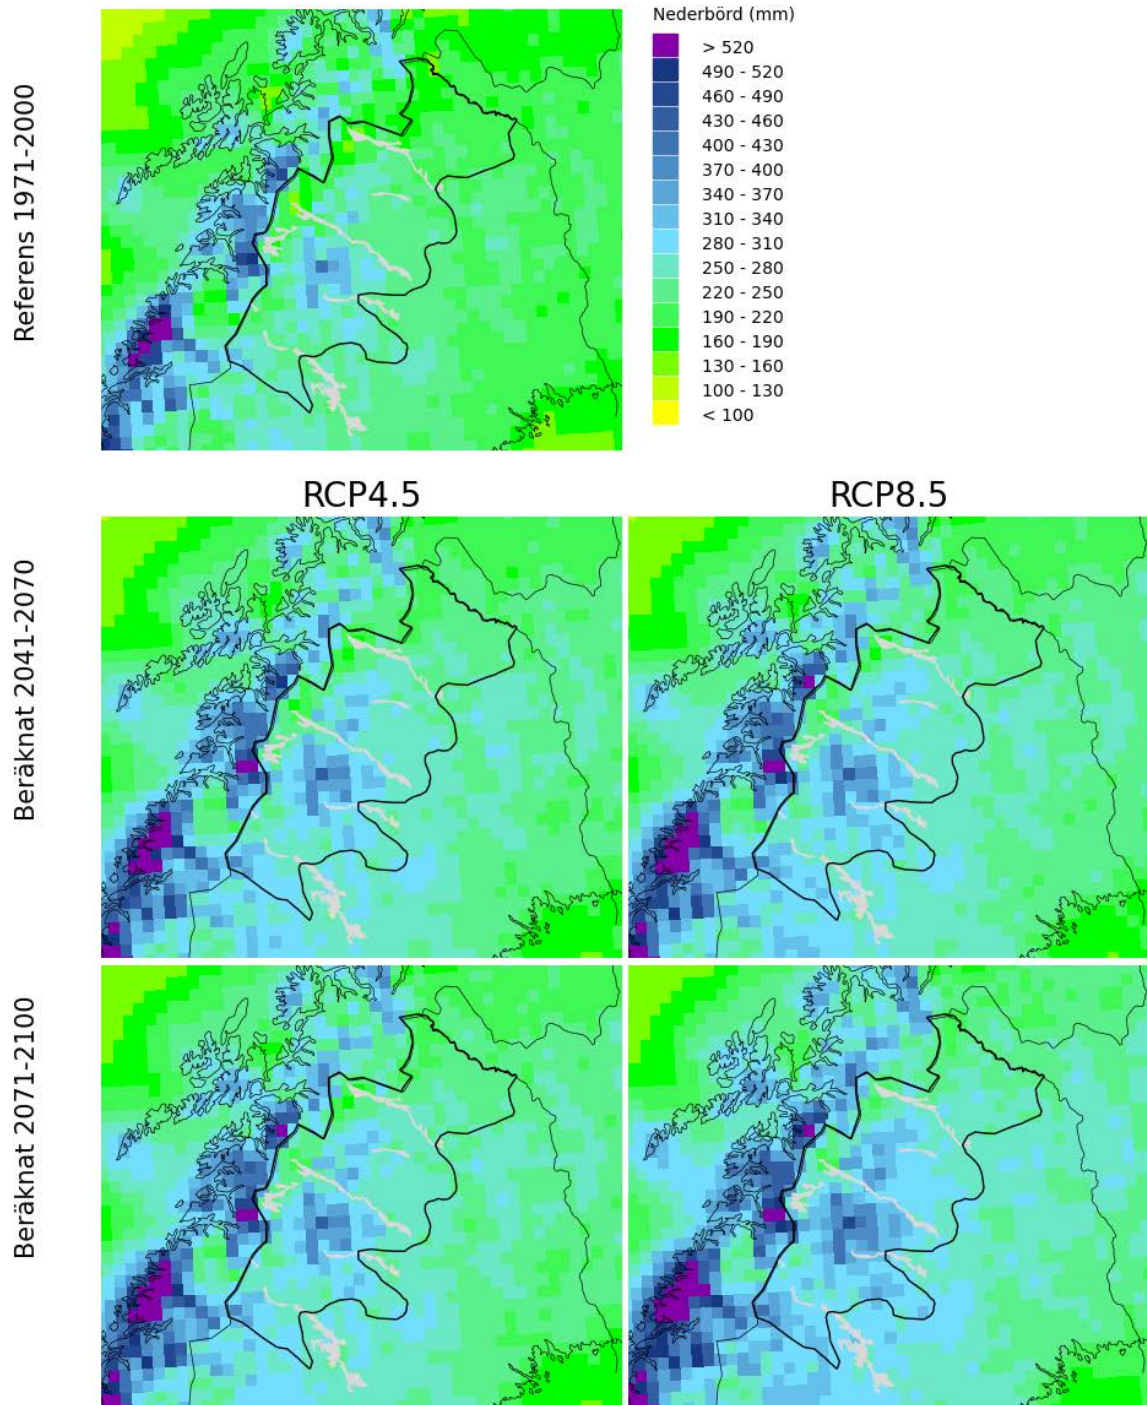 Nederbörd (mm)
> 520
490 - 520
460 - 490
430 - 460
400 - 430
370 - 400
340 - 370
310 - 340
280 - 310
250 - 280
220 - 250
190 - 220
160 - 190
130 - 160
100 - 130
< 100
Referens 1971-2000
RCP4.5
RCP8.5
Beräknat 2041-2070
Beräknat 2071-2100